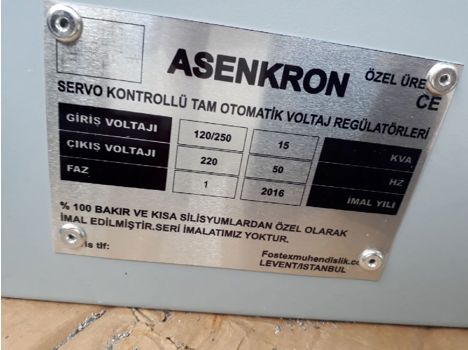 ASENKRON
ÖZEL ÜRE
CE
SERVO KONTROLLÜ TAM OTOMATİK VOLTAJ REGÜLATÖRLERİ
GİRİŞ VOLTAJI 120/250 15 KVA
ÇIKIŞ VOLTAJI 220 50 HZ
FAZ 1 2016 İMAL YILI
% 100 BAKIR VE KISA SİLİSYUMLARDAN ÖZEL OLARAK
İMAL EDİLMİŞTİR.SERİ İMALATIMIZ YOKTUR.
is tlf:
Fostexmuhendislik.co
LEVENT/İSTANBUL